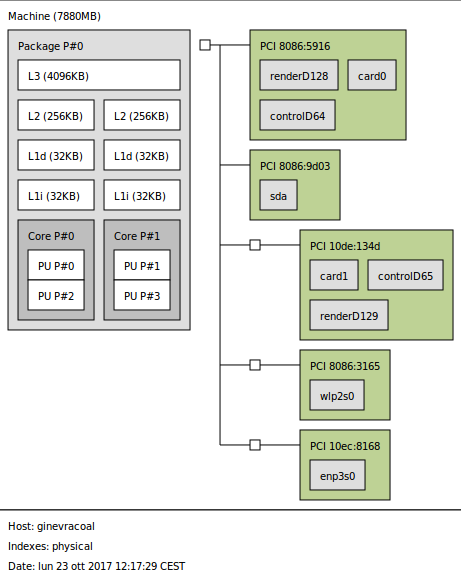 Machine (7880MB)
Package P#0
L3 (4096KB)
L2 (256KB) L2 (256KB)
L1d (32KB) L1d (32KB)
L1i (32KB) L1i (32KB)
Core P#0 Core P#1
PU P#0 PU P#1
PU P#2 PU P#3
PCI 8086:5916
renderD128 card0
controlD64
PCI 8086:9d03
sda
PCI 10de:134d
card1 controlD65
renderD129
PCI 8086:3165
wlp2s0
PCI 10ec:8168
enp3s0
Host: ginevracoal
Indexes: physical
Date: lun 23 ott 2017 12:17:29 CEST